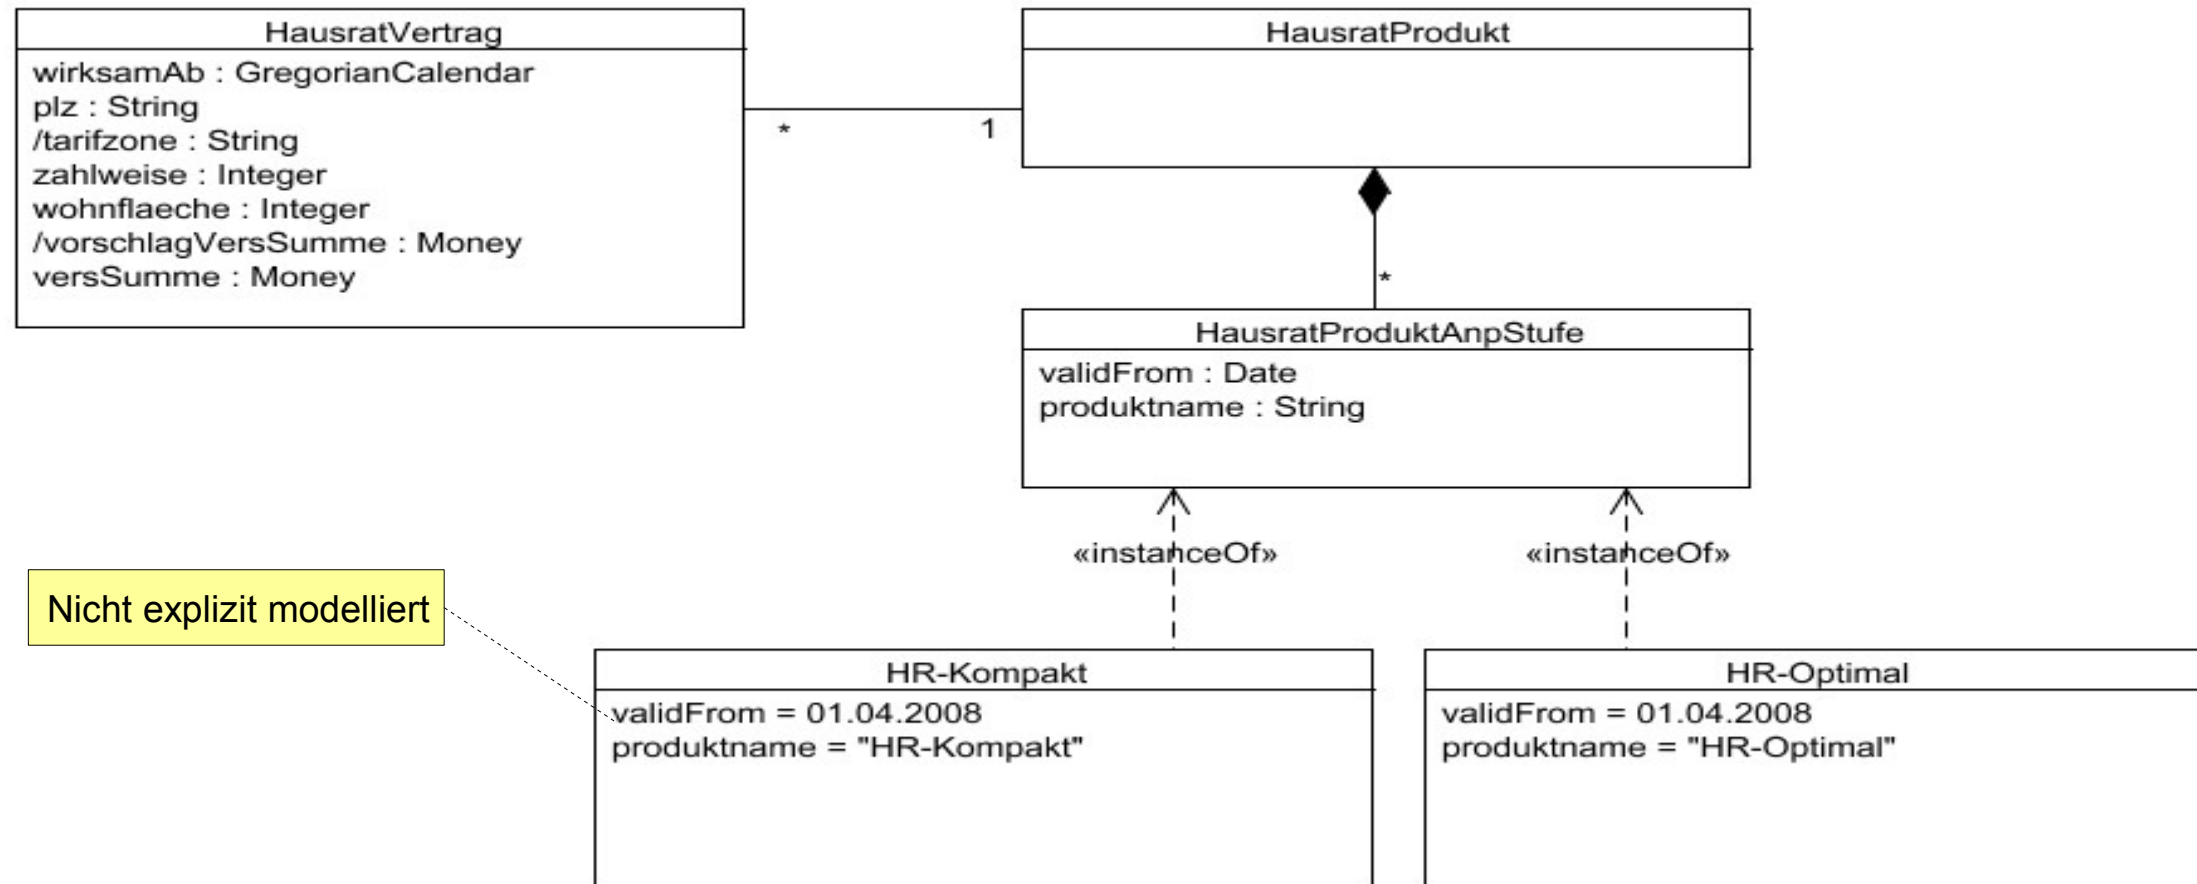 HausratVertrag
wirksamAb : GregorianCalendar
plz : String
/tarifzone : String
zahlweise : Integer
wohnflaeche : Integer
/vorschlagVersSumme : Money
versSumme : Money
* 1
HausratProdukt
*
HausratProduktAnpStufe
validFrom : Date
produktname : String
«instanceOf» «instanceOf»
Nicht explizit modelliert
HR-Kompakt
validFrom = 01.04.2008
produktname = "HR-Kompakt"
HR-Optimal
validFrom = 01.04.2008
produktname = "HR-Optimal"